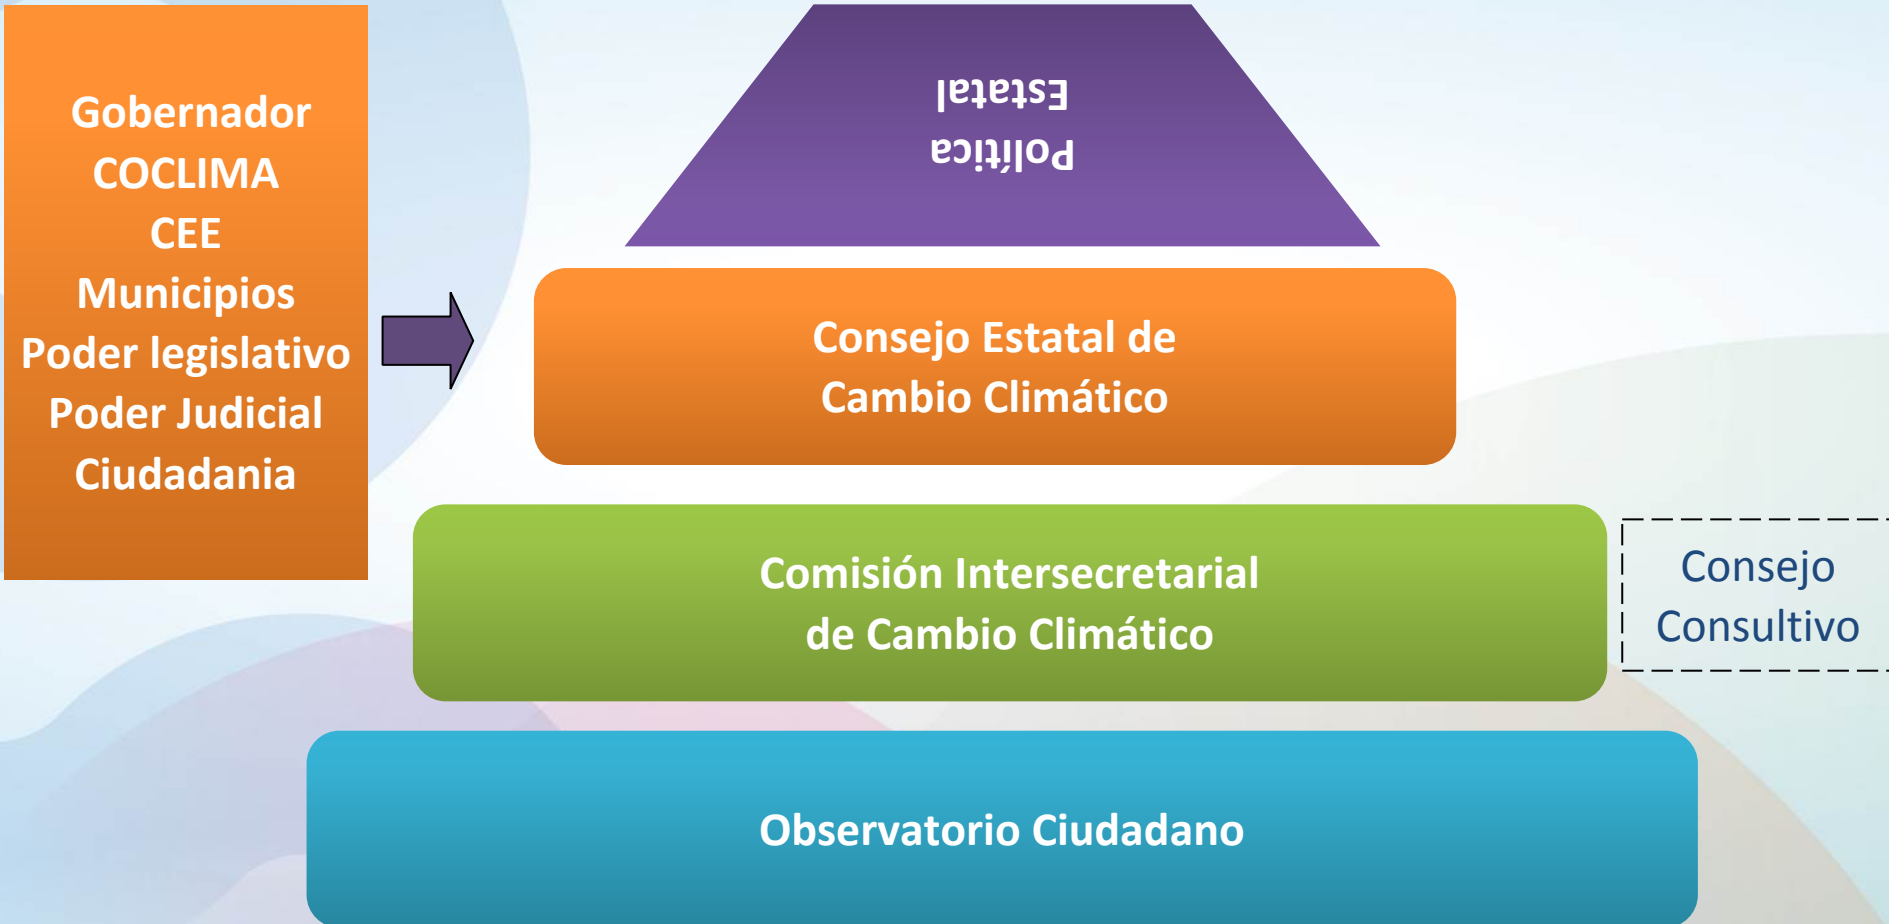 Gobernador
COCLIMA
CEE
Municipios
Poder legislativo
Poder Judicial
Ciudadania
Política
Estatal
Consejo Estatal de
Cambio Climático
Comisión Intersecretarial
de Cambio Climático
Consejo
Consultivo
Observatorio Ciudadano